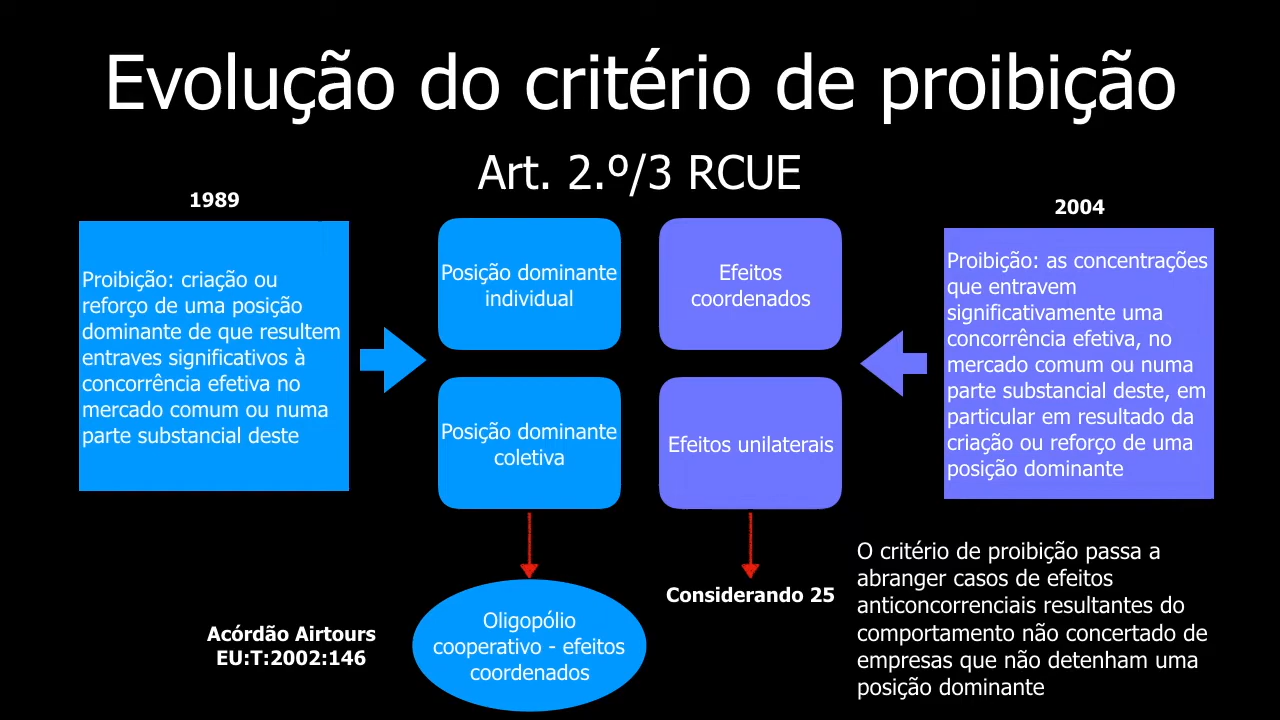 Evolução do critério de proibição
Art. 2.º/3 RCUE
1989
Proibição: criação ou
reforço de uma posição
dominante de que resultem
entraves significativos à
concorrência efetiva no
mercado comum ou numa
parte substancial deste
Posição dominante
individual
Posição dominante
coletiva
Efeitos
coordenados
Efeitos unilaterais
2004
Proibição: as concentrações
que entravem
significativamente uma
concorrência efetiva, no
mercado comum ou numa
parte substancial deste, em
particular em resultado da
criação ou reforço de uma
posição dominante
Acórdão Airtours
EU:T:2002:146
Oligopólio
cooperativo - efeitos
coordenados
Considerando 25
O critério de proibição passa a
abranger casos de efeitos
anticoncorrenciais resultantes do
comportamento não concertado de
empresas que não detenham uma
posição dominante